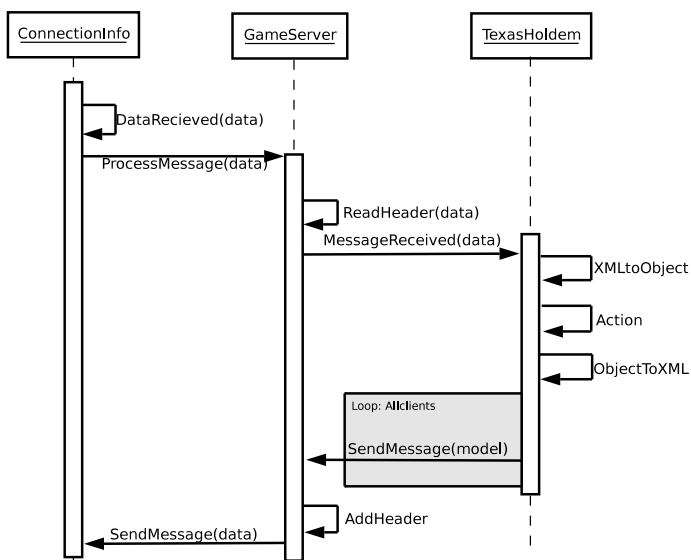 ConnectionInfo
GameServer
TexasHoldem
DataRecieved(data)
ProcessMessage(data)
ReadHeader(data)
MessageReceived(data)
XMLtoObject
Action
ObjectToXML
Loop: Allclients
SendMessage(model)
AddHeader
SendMessage(data)